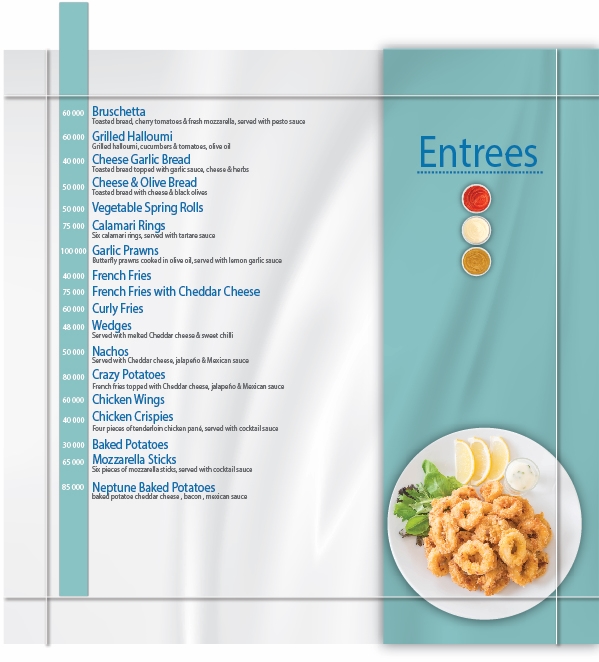 Entrees
60 000 Bruschetta
Toasted bread, cherry tomatoes & fresh mozzarella, served with pesto sauce
60 000 Grilled Halloumi
Grilled halloumi, cucumbers & tomatoes, olive oil
40 000 Cheese Garlic Bread
Toasted bread topped with garlic sauce, cheese & herbs
50 000 Cheese & Olive Bread
Toasted bread with cheese & black olives
50 000 Vegetable Spring Rolls
75 000 Calamari Rings
Six calamari rings, served with tartare sauce
100 000 Garlic Prawns
Butterfly prawns cooked in olive oil, served with lemon garlic sauce
40 000 French Fries
75 000 French Fries with Cheddar Cheese
60 000 Curly Fries
48 000 Wedges
Served with melted Cheddar cheese & sweet chilli
50 000 Nachos
Served with Cheddar cheese, jalapeño & Mexican sauce
80 000 Crazy Potatoes
French fries topped with Cheddar cheese, jalapeño & Mexican sauce
60 000 Chicken Wings
40 000 Chicken Crispies
Four pieces of tenderloin chicken pané, served with cocktail sauce
30 000 Baked Potatoes
65 000 Mozzarella Sticks
Six pieces of mozzarella sticks, served with cocktail sauce
85 000 Neptune Baked Potatoes
baked potatoe cheddar cheese , bacon , mexican sauce